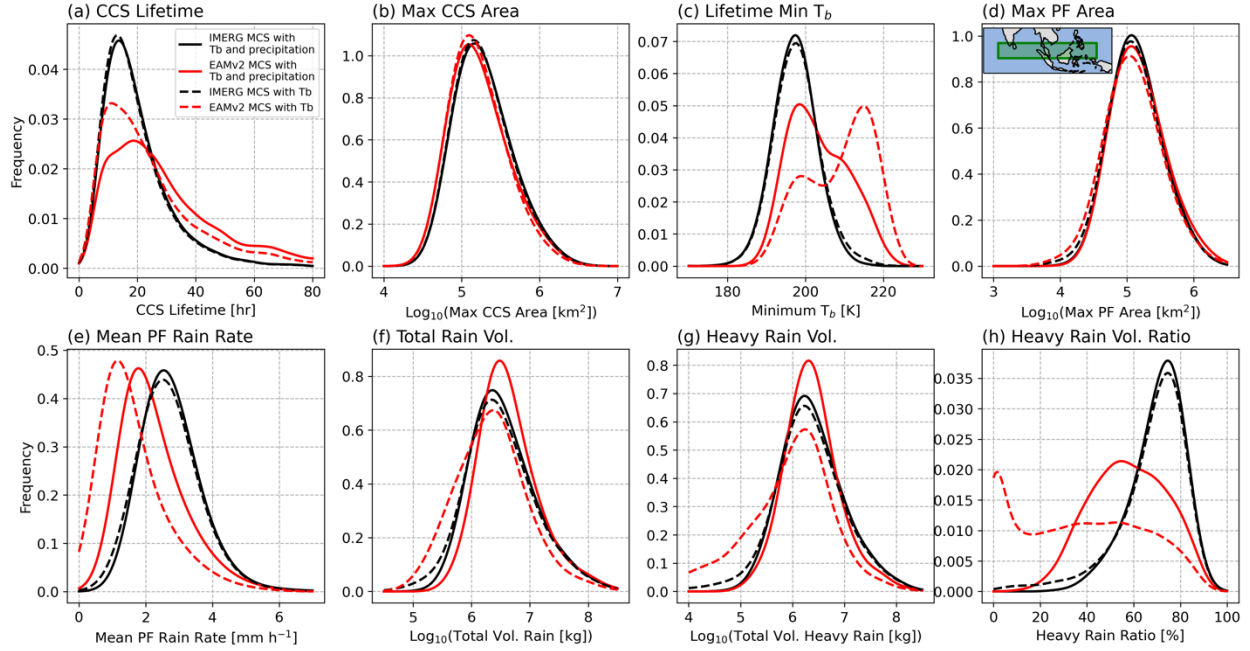 (a) CCS Lifetime
IMERG MCS with
Tb and precipitation
EAMv2 MCS with
Tb and precipitation
IMERG MCS with Tb
EAMv2 MCS with Tb
0.04
0.03
0.02
0.01
0.00
Frequency
0 20 40 60 80
CCS Lifetime [hr]
(b) Max CCS Area
1.0
0.8
0.6
0.4
0.2
0.0
4 5 6 7
Log₁₀(Max CCS Area [km²])
(c) Lifetime Min T_b
0.07
0.06
0.05
0.04
0.03
0.02
0.01
0.00
180 200 220
Minimum T_b [K]
(d) Max PF Area
1.0
0.8
0.6
0.4
0.2
0.0
3 4 5 6
Log₁₀(Max PF Area [km²])
(e) Mean PF Rain Rate
0.5
0.4
0.3
0.2
0.1
0.0
Frequency
0 2 4 6
Mean PF Rain Rate [mm h⁻¹]
(f) Total Rain Vol.
0.8
0.6
0.4
0.2
0.0
5 6 7 8
Log₁₀(Total Vol. Rain [kg])
(g) Heavy Rain Vol.
0.8
0.7
0.6
0.5
0.4
0.3
0.2
0.1
0.0
4 5 6 7 8
Log₁₀(Total Vol. Heavy Rain [kg])
(h) Heavy Rain Vol. Ratio
0.035
0.030
0.025
0.020
0.015
0.010
0.005
0.000
0 20 40 60 80 100
Heavy Rain Ratio [%]